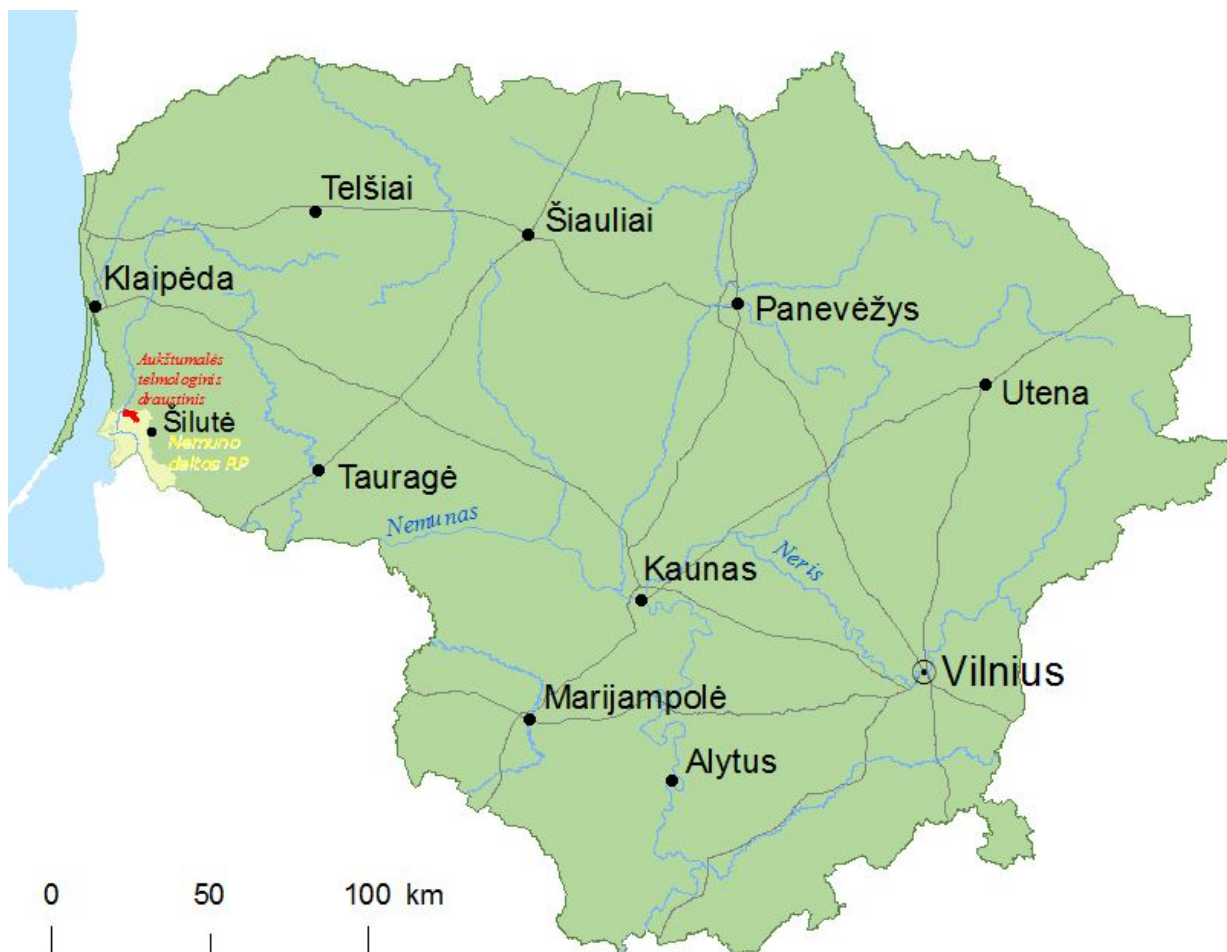 Telšiai
Šiauliai
Klaipėda
Panevėžys
Aukštumalės
telmologinis
draustinis
Utena
Šilutė
Nemuno
deltos RP
Tauragė
Nemunas
Neris
Kaunas
Vilnius
Marijampolė
Alytus
0 50 100 km